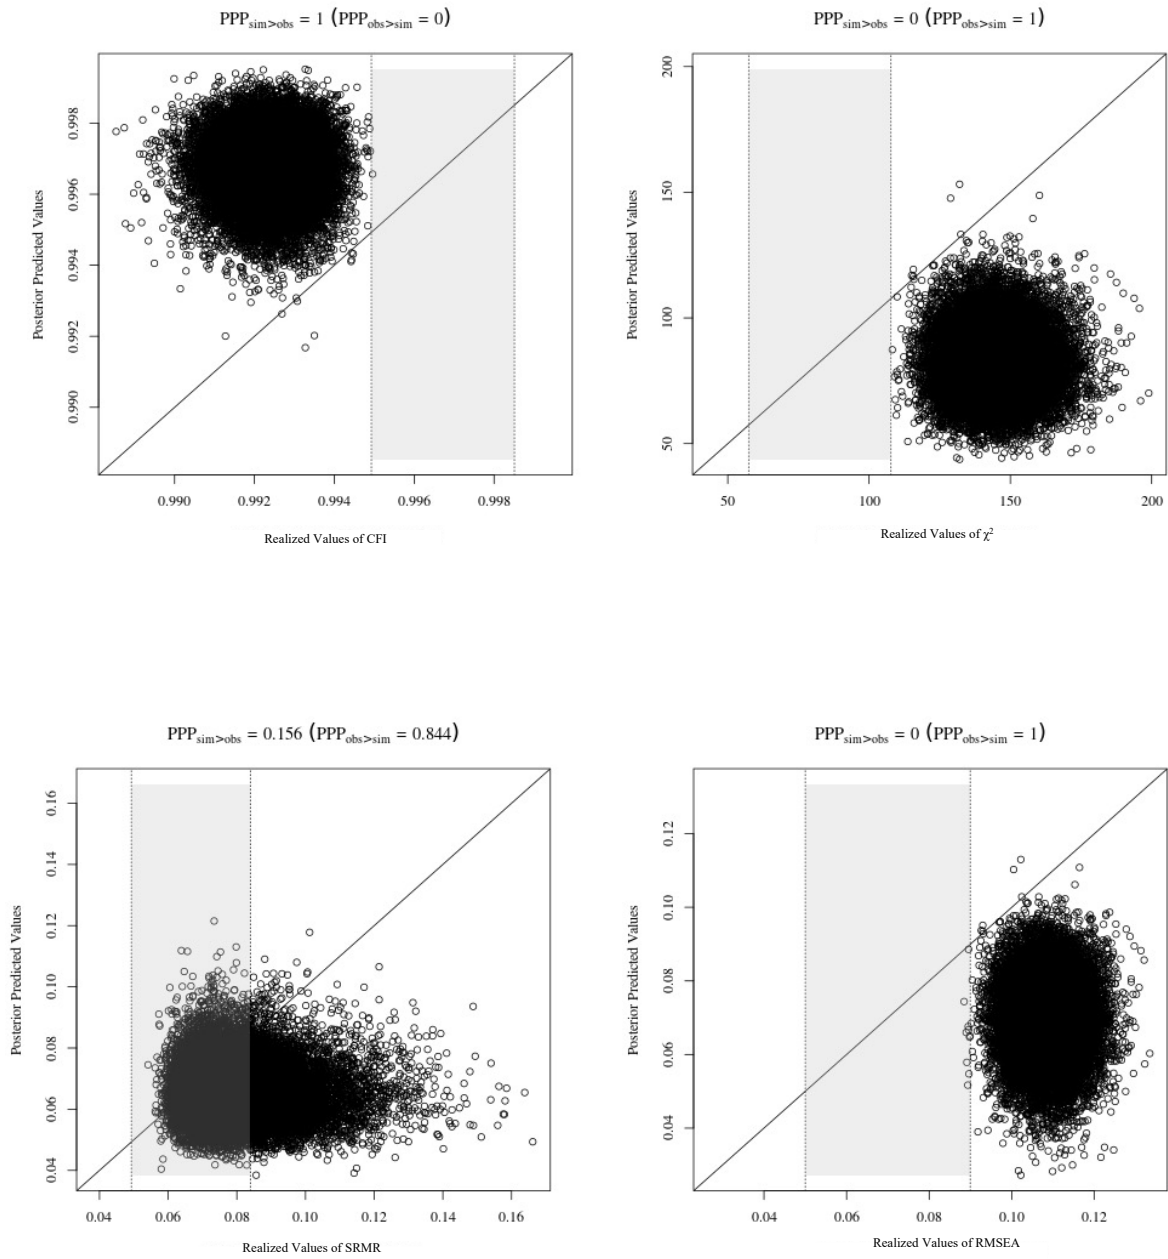 PPPsim>obs = 1 (PPPobs>sim = 0)
Posterior Predicted Values
0.998
0.996
0.994
0.992
0.990
0.990 0.992 0.994 0.996 0.998
Realized Values of CFI
PPPsim>obs = 0 (PPPobs>sim = 1)
Posterior Predicted Values
200
150
100
50
50 100 150 200
Realized Values of χ²
PPPsim>obs = 0.156 (PPPobs>sim = 0.844)
Posterior Predicted Values
0.16
0.14
0.12
0.10
0.08
0.06
0.04
0.04 0.06 0.08 0.10 0.12 0.14 0.16
Realized Values of SRMR
PPPsim>obs = 0 (PPPobs>sim = 1)
Posterior Predicted Values
0.12
0.10
0.08
0.06
0.04
0.04 0.06 0.08 0.10 0.12
Realized Values of RMSEA